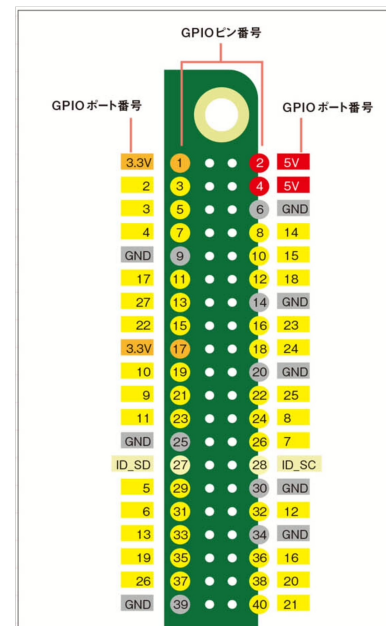 GPIOピン番号
GPIOポート番号 GPIOポート番号
3.3V 1 2 5V
2 3 4 5V
3 5 6 GND
4 7 8 14
GND 9 10 15
17 11 12 18
27 13 14 GND
22 15 16 23
3.3V 17 18 24
10 19 20 GND
9 21 22 25
11 23 24 8
GND 25 26 7
ID_SD 27 28 ID_SC
5 29 30 GND
6 31 32 12
13 33 34 GND
19 35 36 16
26 37 38 20
GND 39 40 21